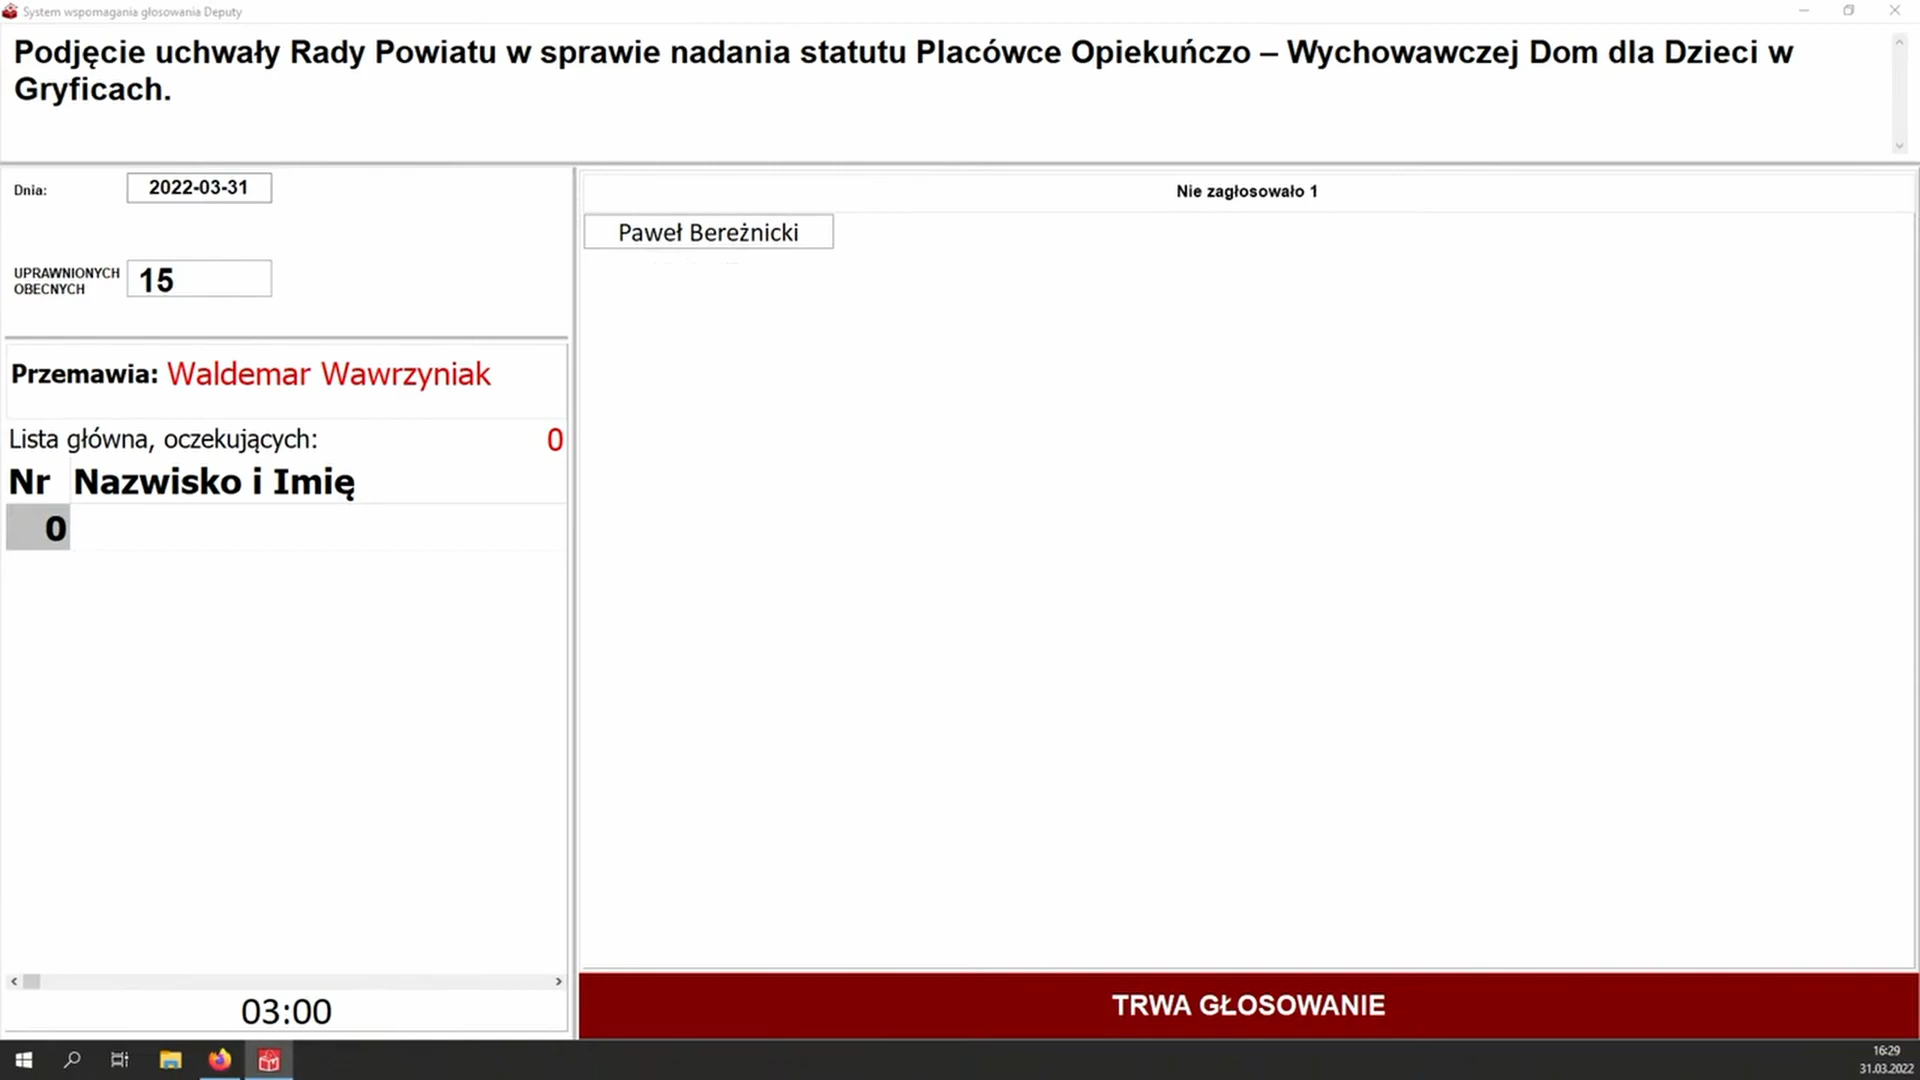 System wspomagania głosowania Deputy
Podjęcie uchwały Rady Powiatu w sprawie nadania statutu Placówce Opiekuńczo – Wychowawczej Dom dla Dzieci w
Gryficach.
Dnia: 2022-03-31
UPRAWNIONYCH
OBECNYCH 15
Przemawia: Waldemar Wawrzyniak
Lista główna, oczekujących: 0
Nr Nazwisko i Imię
0
03:00
Nie zagłosowało 1
Paweł Bereżnicki
TRWA GŁOSOWANIE
16:29
31.03.2022